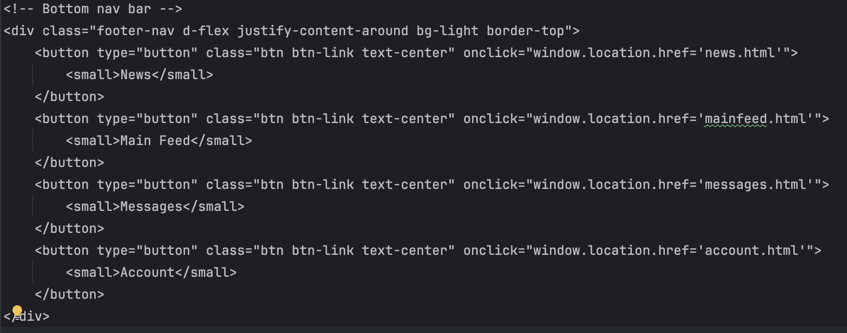 <!-- Bottom nav bar -->
<div class="footer-nav d-flex justify-content-around bg-light border-top">
    <button type="button" class="btn btn-link text-center" onclick="window.location.href='news.html'">
        <small>News</small>
    </button>
    <button type="button" class="btn btn-link text-center" onclick="window.location.href='mainfeed.html'">
        <small>Main Feed</small>
    </button>
    <button type="button" class="btn btn-link text-center" onclick="window.location.href='messages.html'">
        <small>Messages</small>
    </button>
    <button type="button" class="btn btn-link text-center" onclick="window.location.href='account.html'">
        <small>Account</small>
    </button>
</div>